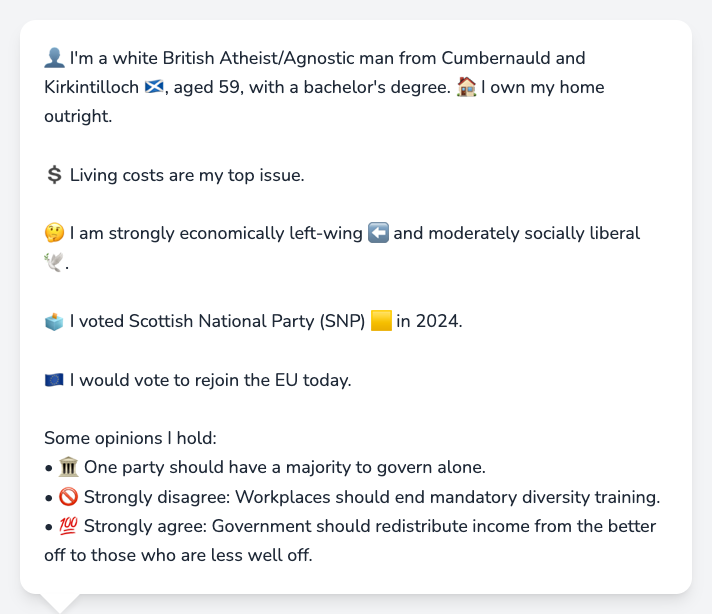 👤 I'm a white British Atheist/Agnostic man from Cumbernauld and
Kirkintilloch 🏴󠁧󠁢󠁳󠁣󠁴󠁿, aged 59, with a bachelor's degree. 🏠 I own my home
outright.
💲 Living costs are my top issue.
🤔 I am strongly economically left-wing ⬅️ and moderately socially liberal
🕊️.
🗳️ I voted Scottish National Party (SNP) 🟨 in 2024.
🇪🇺 I would vote to rejoin the EU today.
Some opinions I hold:
• 🏛️ One party should have a majority to govern alone.
• 🚫 Strongly disagree: Workplaces should end mandatory diversity training.
• 💯 Strongly agree: Government should redistribute income from the better
off to those who are less well off.